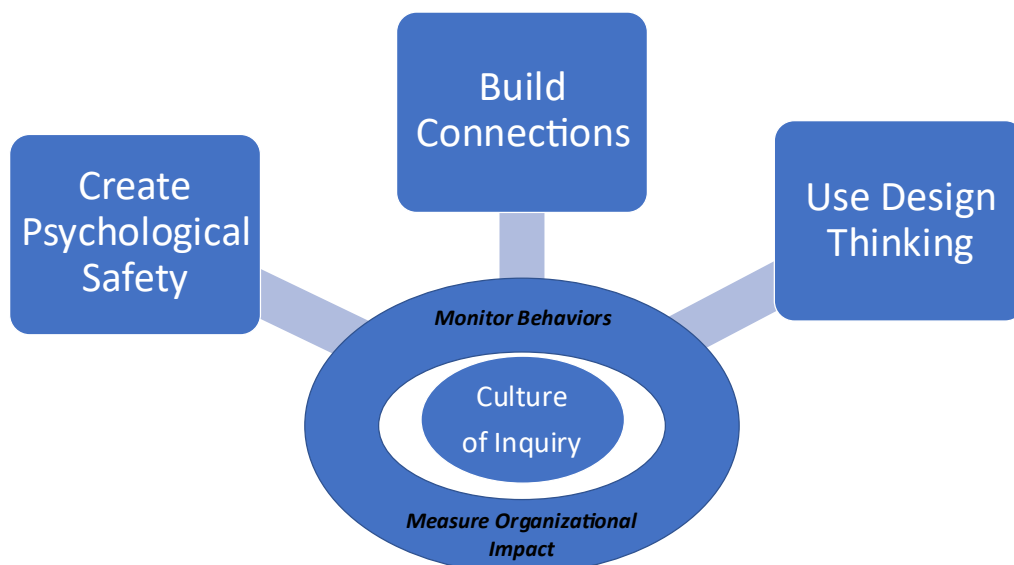 Build
Connections
Create
Psychological
Safety
Use Design
Thinking
Monitor Behaviors
Culture
of Inquiry
Measure Organizational
Impact